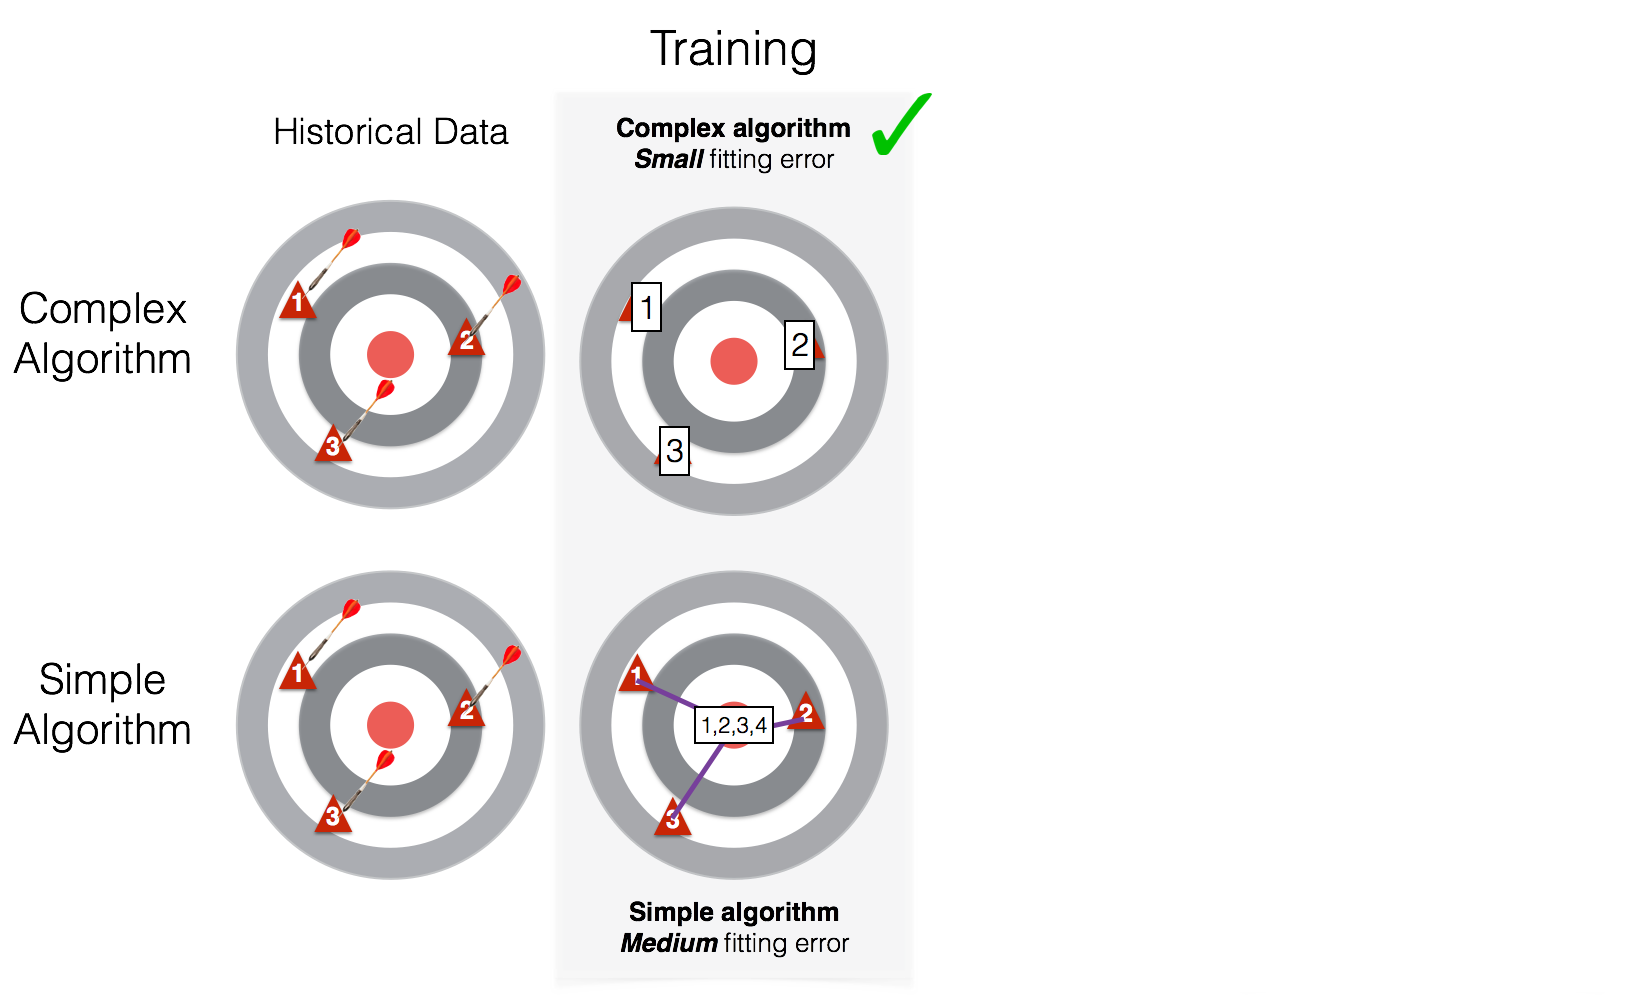 Training
Historical Data
Complex algorithm
Small fitting error
Complex
Algorithm
1
2
3
1
2
3
Simple
Algorithm
1
2
3
1
2
3
1,2,3,4
Simple algorithm
Medium fitting error